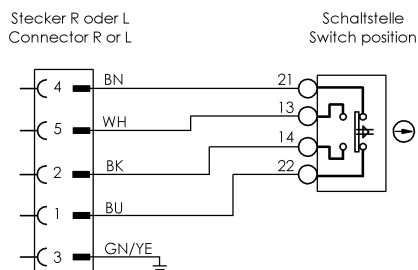 Stecker R oder L
Connector R or L
Schaltstelle
Switch position
4 BN 21
5 WH 13
2 BK 14
1 BU 22
3 GN/YE